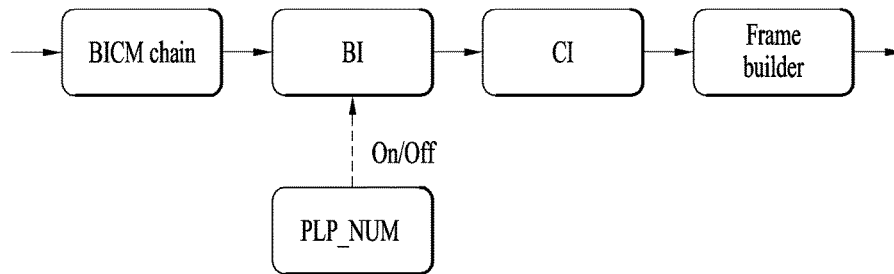 BICM chain
BI
CI
Frame
builder
On/Off
PLP_NUM